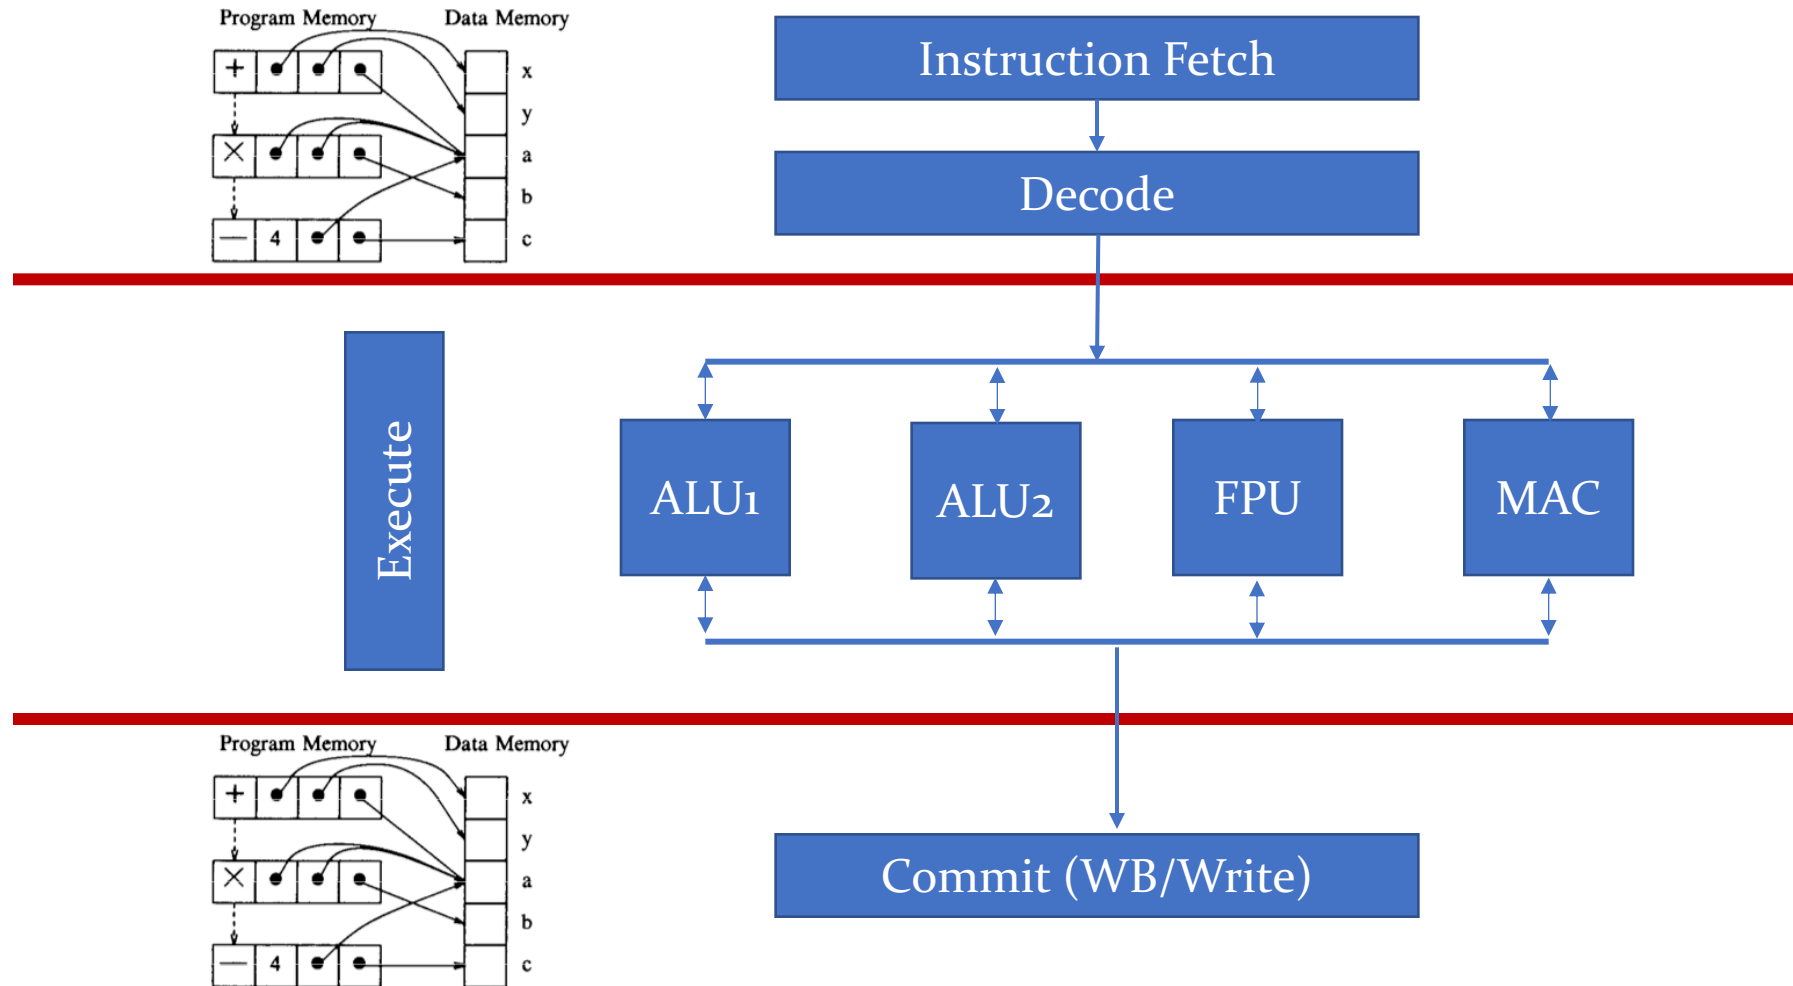 Program Memory Data Memory
+ x
y
× a
b
— 4 c
Instruction Fetch
Decode
Execute
ALU1 ALU2 FPU MAC
Program Memory Data Memory
+ x
y
× a
b
— 4 c
Commit (WB/Write)